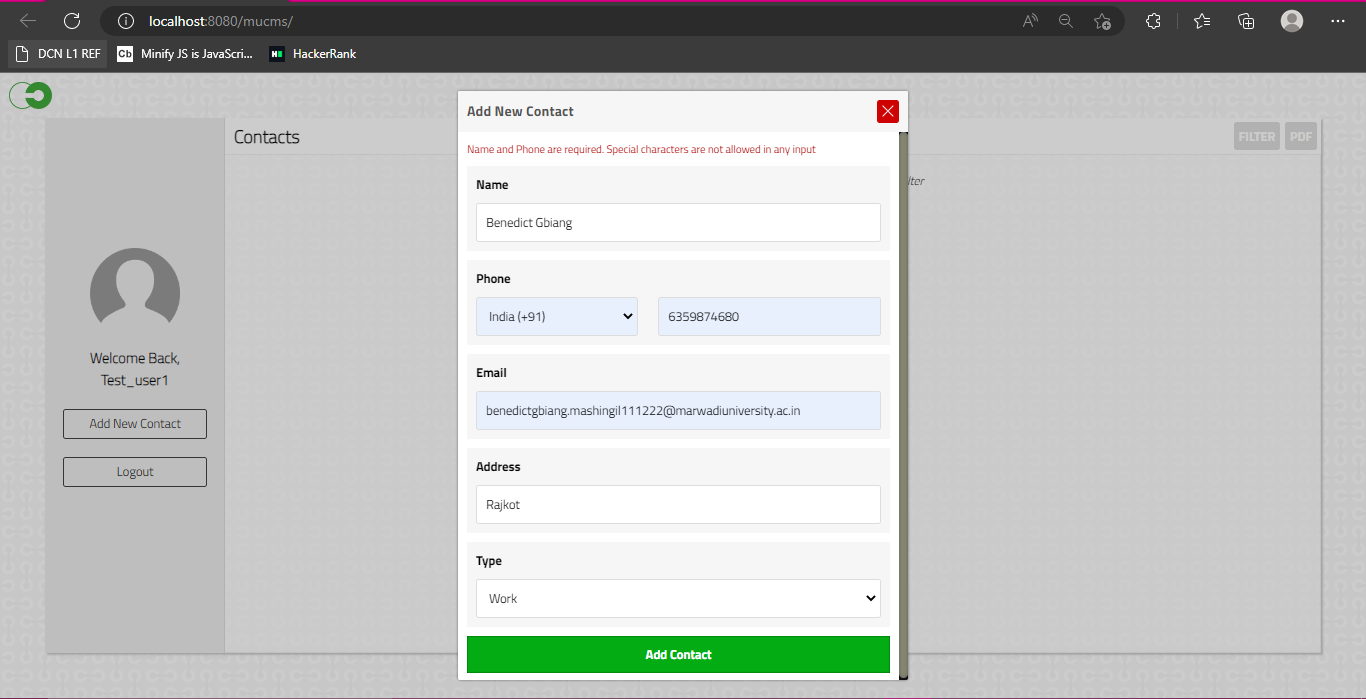 localhost:8080/mucms/
DCN L1 REF
Cb Minify JS is JavaScri...
HackerRank
Add New Contact
Contacts
FILTER PDF
Name and Phone are required. Special characters are not allowed in any input
Name
Benedict Gbiang
Phone
India (+91) 6359874680
Email
benedictgbiang.mashingil111222@marwadiuniversity.ac.in
Address
Rajkot
Type
Work
Add Contact
Welcome Back,
Test_user1
Add New Contact
Logout